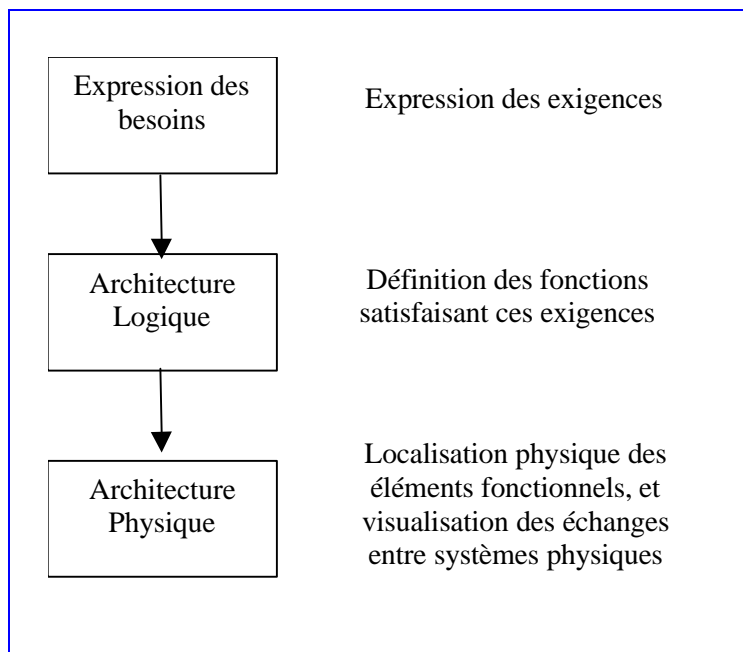 Expression des
besoins
Expression des exigences
Architecture
Logique
Définition des fonctions
satisfaisant ces exigences
Architecture
Physique
Localisation physique des
éléments fonctionnels, et
visualisation des échanges
entre systèmes physiques